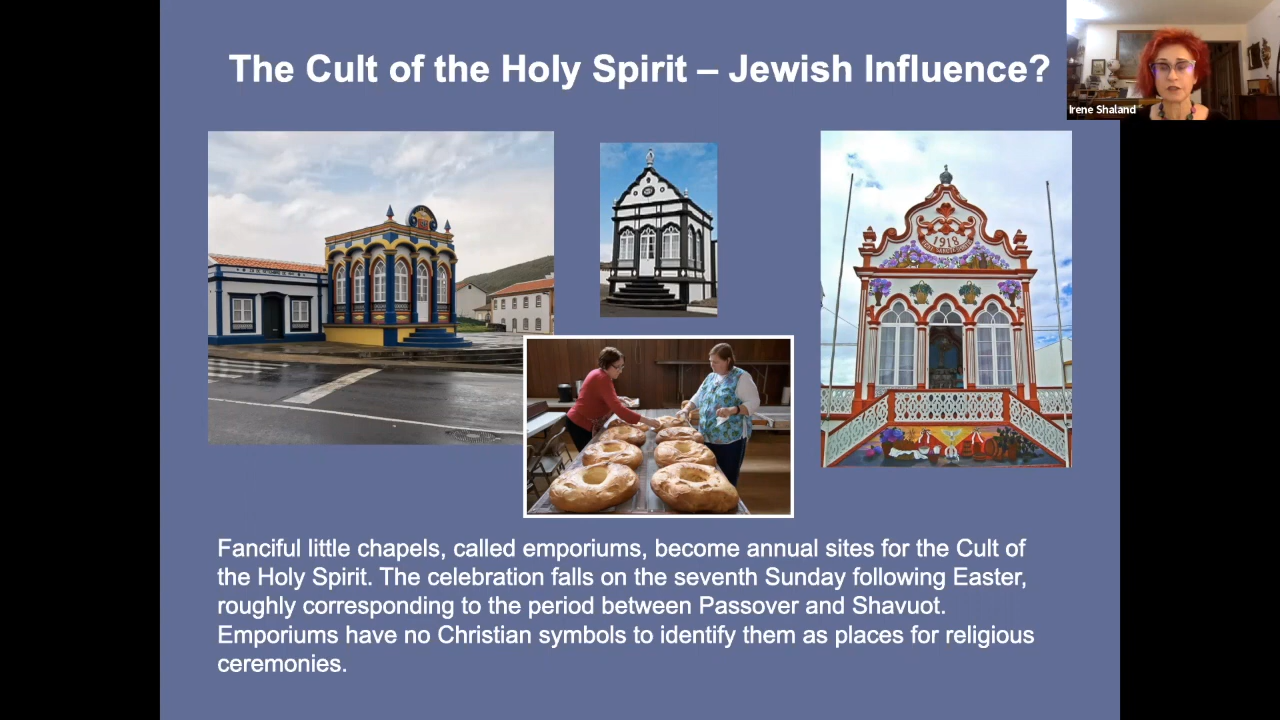 The Cult of the Holy Spirit – Jewish Influence?
Irene Shaland
1918
Fanciful little chapels, called emporiums, become annual sites for the Cult of
the Holy Spirit. The celebration falls on the seventh Sunday following Easter,
roughly corresponding to the period between Passover and Shavuot.
Emporiums have no Christian symbols to identify them as places for religious
ceremonies.